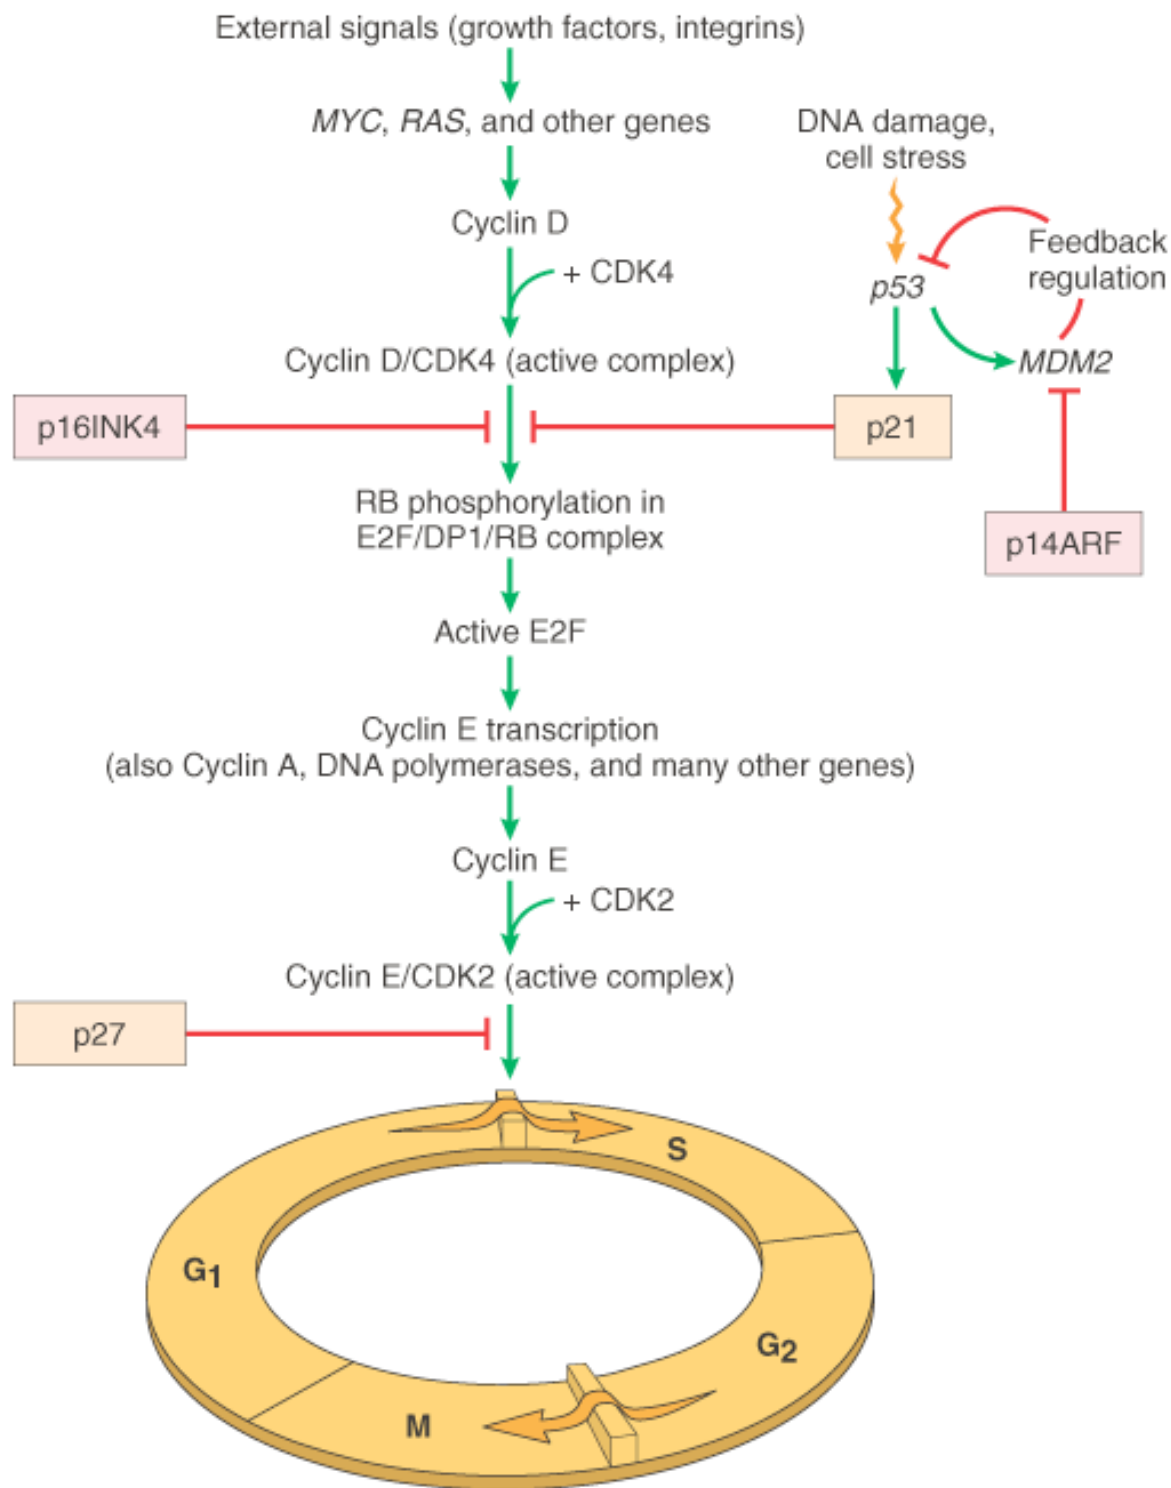 External signals (growth factors, integrins)
MYC, RAS, and other genes
DNA damage,
cell stress
Cyclin D
Feedback
regulation
+ CDK4
p53
Cyclin D/CDK4 (active complex)
MDM2
p16INK4
p21
RB phosphorylation in
E2F/DP1/RB complex
p14ARF
Active E2F
Cyclin E transcription
(also Cyclin A, DNA polymerases, and many other genes)
Cyclin E
+ CDK2
Cyclin E/CDK2 (active complex)
p27
S
G1
G2
M